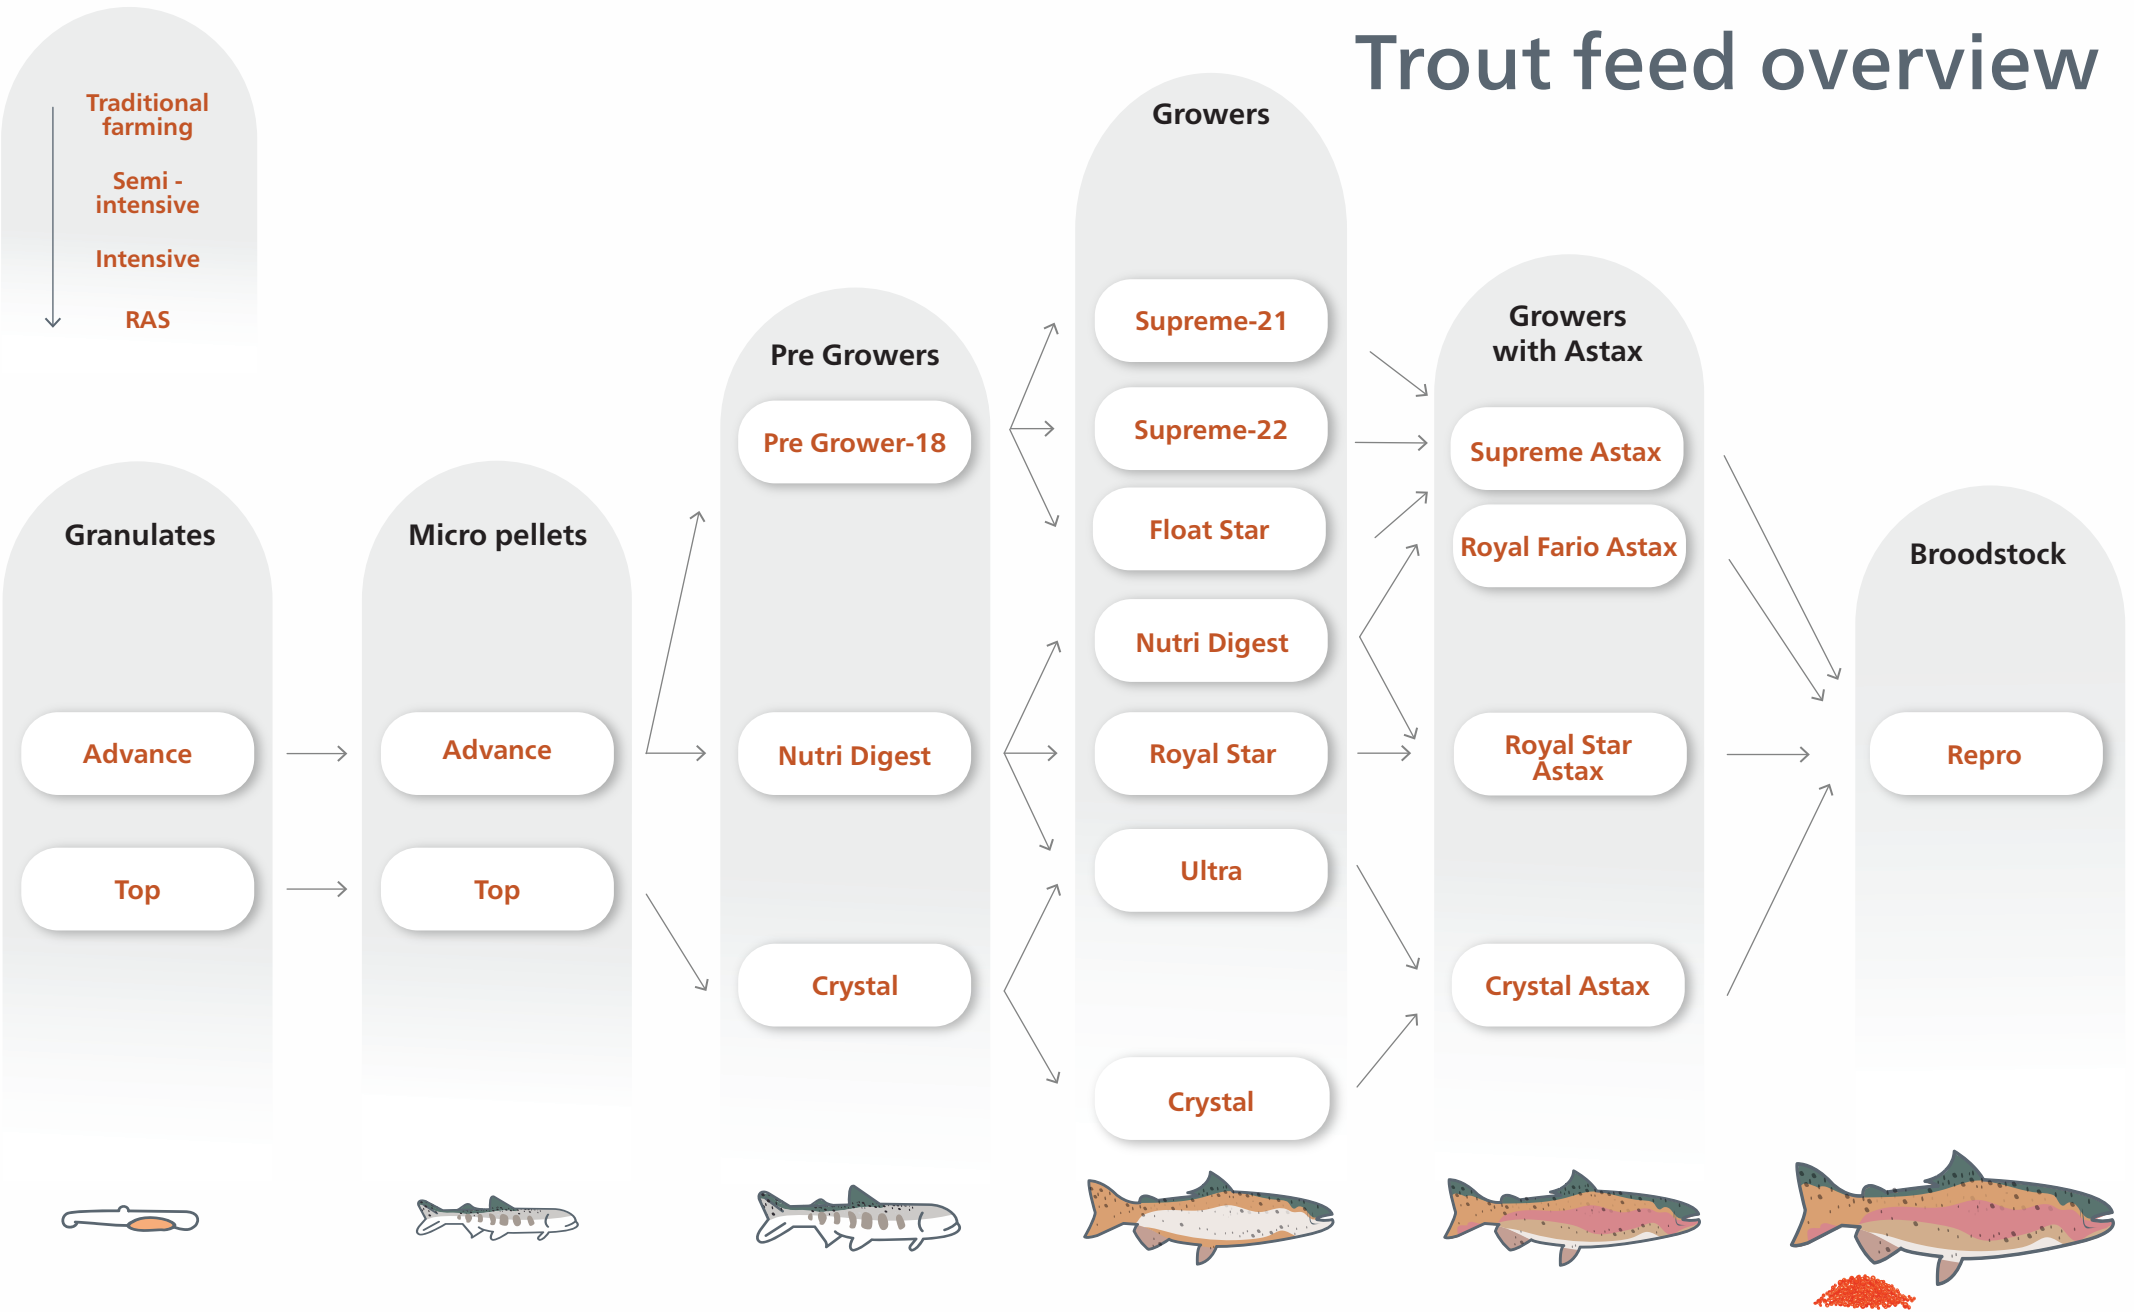 Trout feed overview
Traditional
farming
Semi -
intensive
Intensive
RAS
Granulates
Advance
Top
Micro pellets
Advance
Top
Pre Growers
Pre Grower-18
Nutri Digest
Crystal
Growers
Supreme-21
Supreme-22
Float Star
Nutri Digest
Royal Star
Ultra
Crystal
Growers
with Astax
Supreme Astax
Royal Fario Astax
Royal Star
Astax
Crystal Astax
Broodstock
Repro